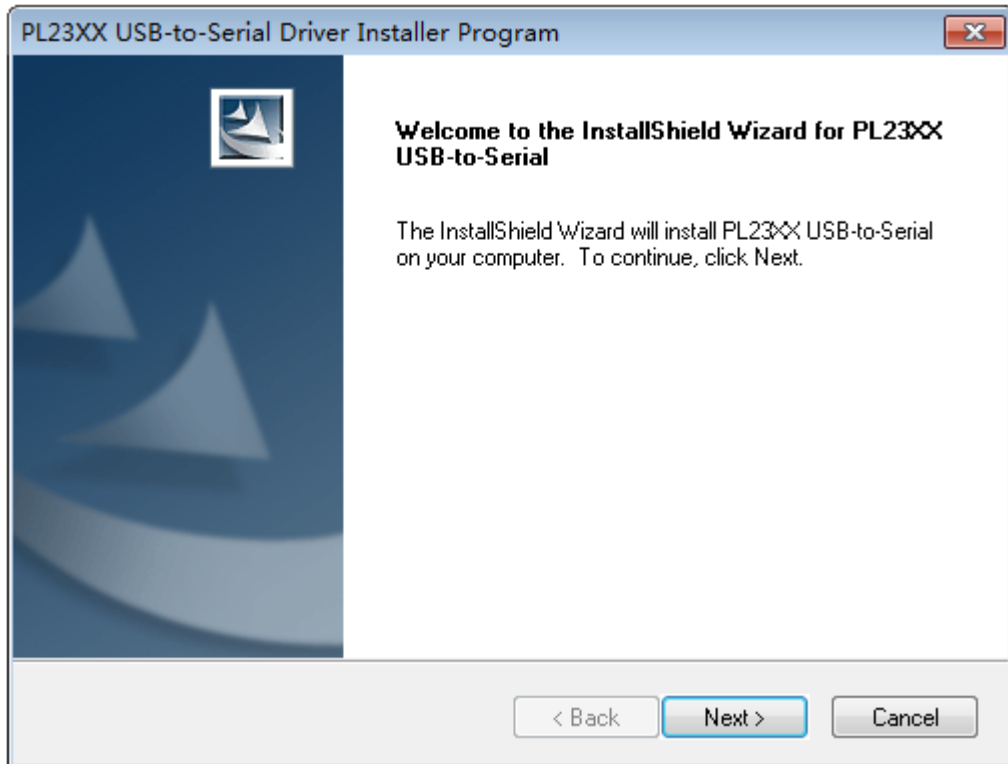 PL23XX USB-to-Serial Driver Installer Program
Welcome to the InstallShield Wizard for PL23XX
USB-to-Serial
The InstallShield Wizard will install PL23XX USB-to-Serial
on your computer.  To continue, click Next.
< Back
Next >
Cancel